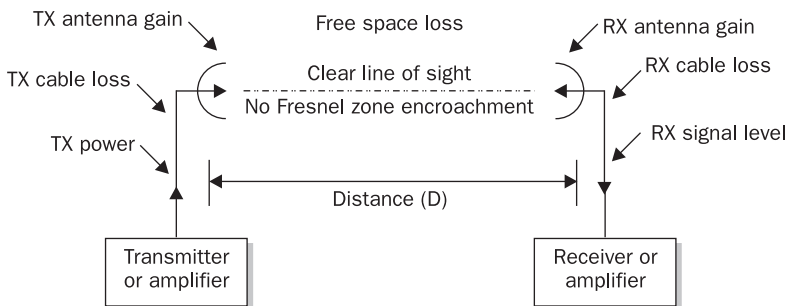 TX antenna gain
Free space loss
RX antenna gain
TX cable loss
Clear line of sight
RX cable loss
No Fresnel zone encroachment
TX power
RX signal level
Distance (D)
Transmitter
or amplifier
Receiver or
amplifier